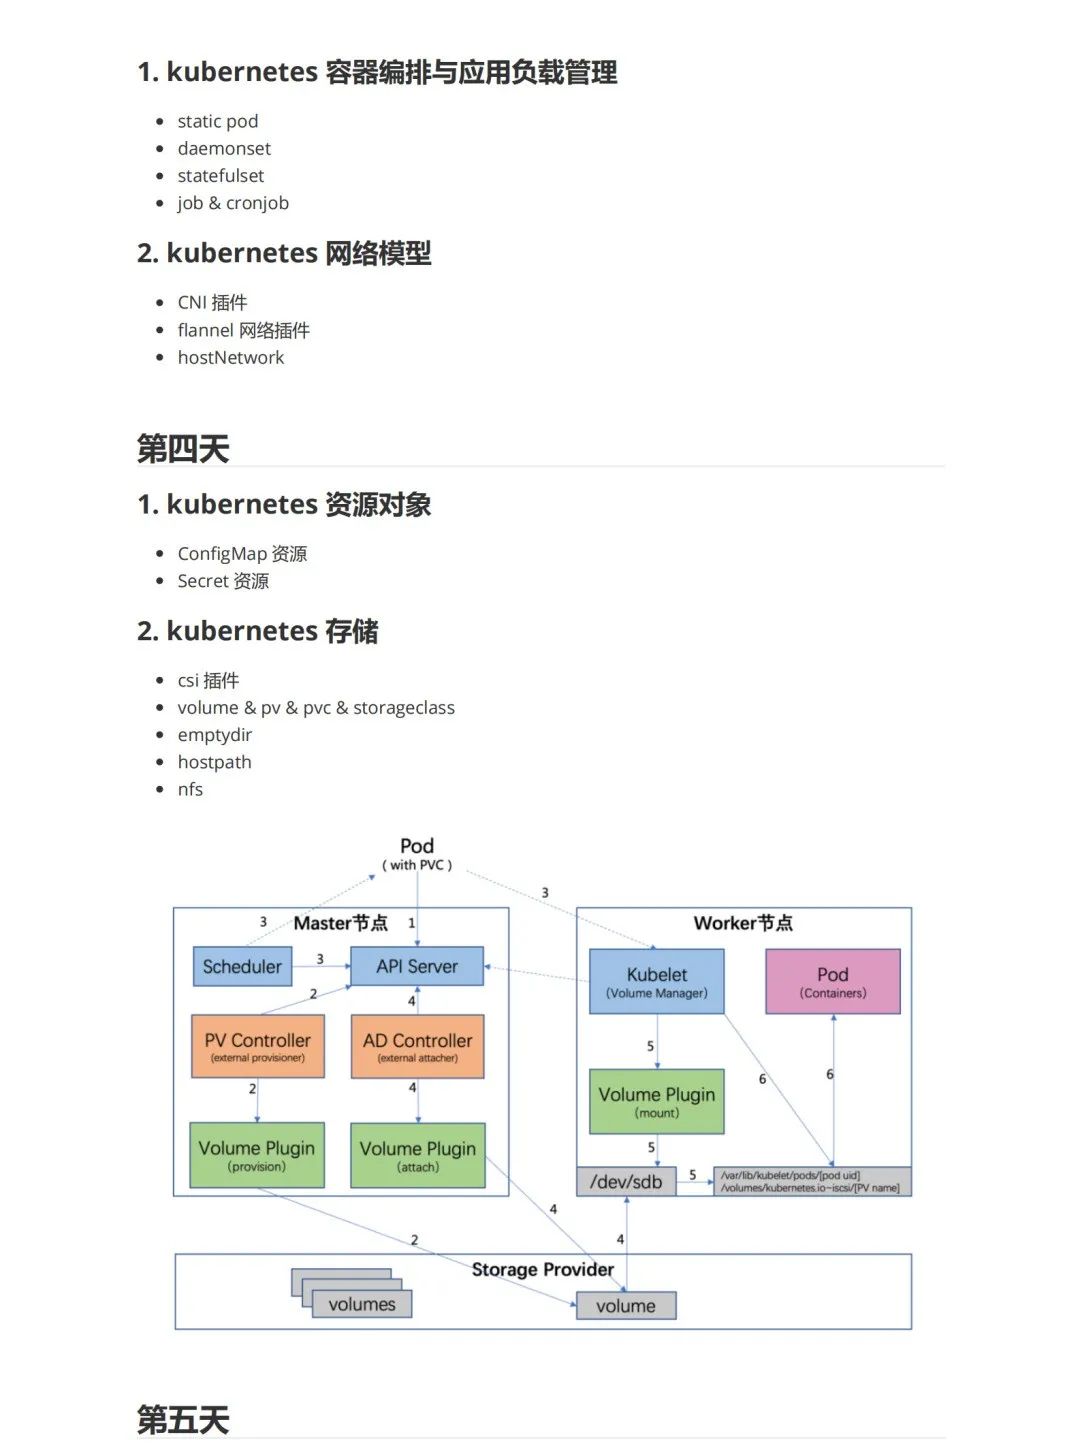 1. kubernetes 容器编排与应用负载管理
static pod
daemonset
statefulset
job & cronjob
2. kubernetes 网络模型
CNI 插件
flannel 网络插件
hostNetwork
第四天
1. kubernetes 资源对象
ConfigMap 资源
Secret 资源
2. kubernetes 存储
csi 插件
volume & pv & pvc & storageclass
emptydir
hostpath
nfs
Pod
( with PVC )
3
3
Master节点
1
Worker节点
Scheduler
3
API Server
Kubelet
(Volume Manager)
Pod
(Containers)
2
4
PV Controller
(external provisioner)
AD Controller
(external attacher)
5
6
6
2
4
Volume Plugin
(mount)
Volume Plugin
(provision)
Volume Plugin
(attach)
5
/dev/sdb
5
/var/lib/kubelet/pods/[pod uid]
/volumes/kubernetes.io~iscsi/[PV name]
4
2
4
Storage Provider
volumes
volume
第五天